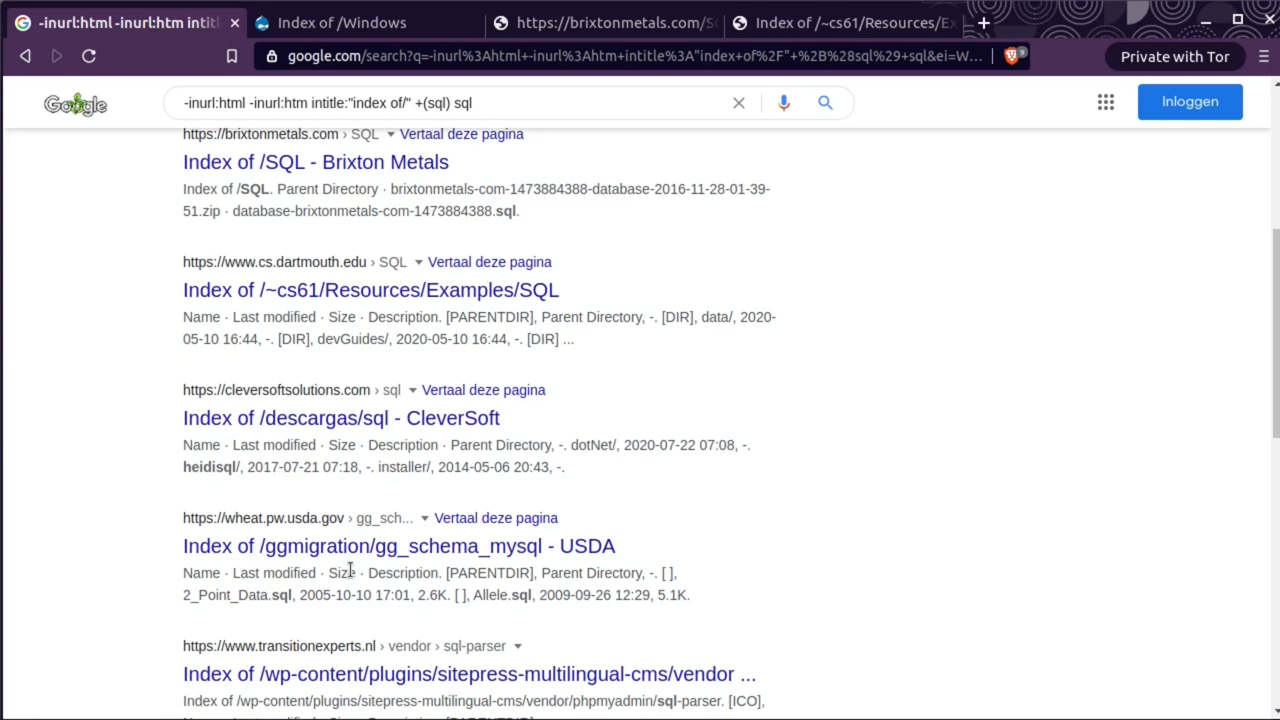 -inurl:html -inurl:htm intitl
Index of /Windows
https://brixtonmetals.com/S
Index of /~cs61/Resources/Ex
google.com/search?q=-inurl%3Ahtml+-inurl%3Ahtm+intitle%3A"index+of%2F"+%2B%28sql%29+sql&ei=W...
9
Private with Tor
Google
-inurl:html -inurl:htm intitle:"index of/" +(sql) sql
Inloggen
https://brixtonmetals.com › SQL Vertaal deze pagina
Index of /SQL - Brixton Metals
Index of /SQL. Parent Directory · brixtonmetals-com-1473884388-database-2016-11-28-01-39-
51.zip · database-brixtonmetals-com-1473884388.sql.
https://www.cs.dartmouth.edu › SQL Vertaal deze pagina
Index of /~cs61/Resources/Examples/SQL
Name · Last modified · Size · Description. [PARENTDIR], Parent Directory, -. [DIR], data/, 2020-
05-10 16:44, -. [DIR], devGuides/, 2020-05-10 16:44, -. [DIR] ...
https://cleversoftsolutions.com › sql Vertaal deze pagina
Index of /descargas/sql - CleverSoft
Name · Last modified · Size · Description · Parent Directory, -. dotNet/, 2020-07-22 07:08, -.
heidisql/, 2017-07-21 07:18, -. installer/, 2014-05-06 20:43, -.
https://wheat.pw.usda.gov › gg_sch... Vertaal deze pagina
Index of /ggmigration/gg_schema_mysql - USDA
Name · Last modified · Size · Description. [PARENTDIR], Parent Directory, -. [ ],
2_Point_Data.sql, 2005-10-10 17:01, 2.6K. [ ], Allele.sql, 2009-09-26 12:29, 5.1K.
https://www.transitionexperts.nl › vendor › sql-parser
Index of /wp-content/plugins/sitepress-multilingual-cms/vendor ...
Index of /wp-content/plugins/sitepress-multilingual-cms/vendor/phpmyadmin/sql-parser. [ICO],